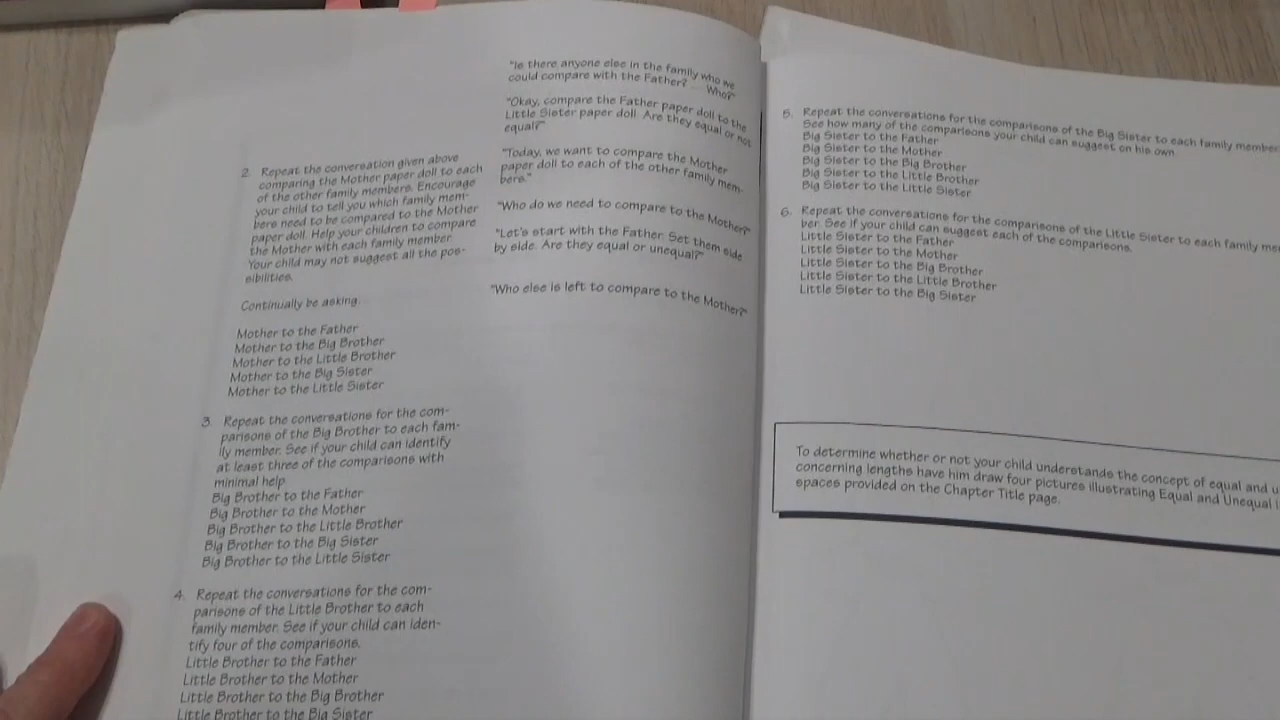 2. Repeat the conversation given above
comparing the Mother paper doll to each
of the other family members. Encourage
your child to tell you which family mem-
bers need to be compared to the Mother
paper doll. Help your children to compare
the Mother with each family member.
Your child may not suggest all the pos-
sibilities.
Continually be asking:
Mother to the Father
Mother to the Big Brother
Mother to the Little Brother
Mother to the Big Sister
Mother to the Little Sister
3. Repeat the conversations for the com-
parisons of the Big Brother to each fam-
ily member. See if your child can identify
at least three of the comparisons with
minimal help.
Big Brother to the Father
Big Brother to the Mother
Big Brother to the Little Brother
Big Brother to the Big Sister
Big Brother to the Little Sister
4. Repeat the conversations for the com-
parisons of the Little Brother to each
family member. See if your child can iden-
tify four of the comparisons.
Little Brother to the Father
Little Brother to the Mother
Little Brother to the Big Brother
Little Brother to the Big Sister
"Is there anyone else in the family who we
could compare with the Father? ... Who?"
"Okay, compare the Father paper doll to the
Little Sister paper doll. Are they equal or not
equal?"
"Today, we want to compare the Mother
paper doll to each of the other family mem-
bers."
"Who do we need to compare to the Mother?"
"Let's start with the Father. Set them side
by side. Are they equal or unequal?"
"Who else is left to compare to the Mother?"
5. Repeat the conversations for the comparisons of the Big Sister to each family member
See how many of the comparisons your child can suggest on his own.
Big Sister to the Father
Big Sister to the Mother
Big Sister to the Big Brother
Big Sister to the Little Brother
Big Sister to the Little Sister
6. Repeat the conversations for the comparisons of the Little Sister to each family mem
ber. See if your child can suggest each of the comparisons.
Little Sister to the Father
Little Sister to the Mother
Little Sister to the Big Brother
Little Sister to the Little Brother
Little Sister to the Big Sister
To determine whether or not your child understands the concept of equal and u
concerning lengths have him draw four pictures illustrating Equal and Unequal i
spaces provided on the Chapter Title page.